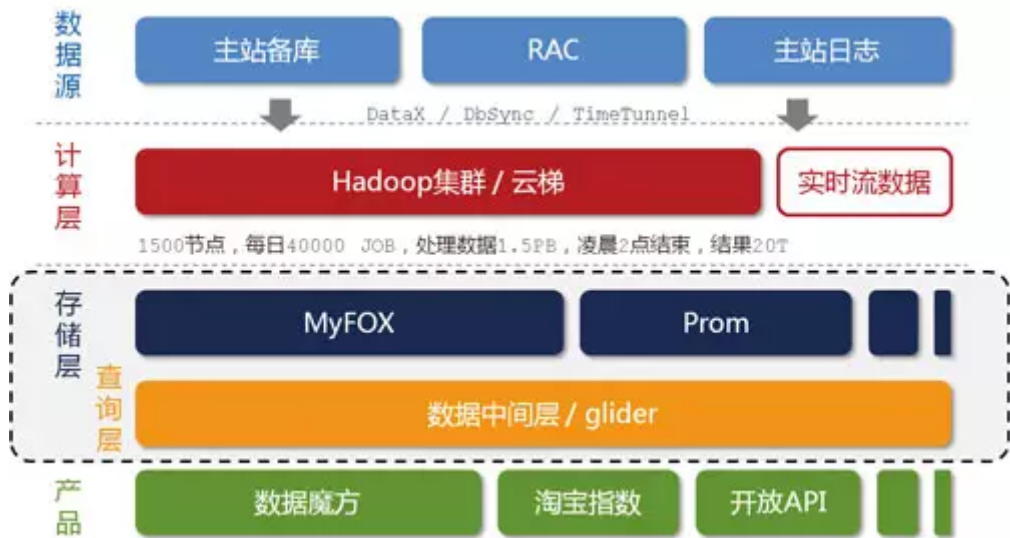 数据源
主站备库
RAC
主站日志
DataX / DbSync / TimeTunnel
计算层
Hadoop集群 / 云梯
实时流数据
1500节点，每日40000 JOB，处理数据1.5PB，凌晨2点结束，结果20T
存储层
MyFOX
Prom
查询层
数据中间层 / glider
产品
数据魔方
淘宝指数
开放API